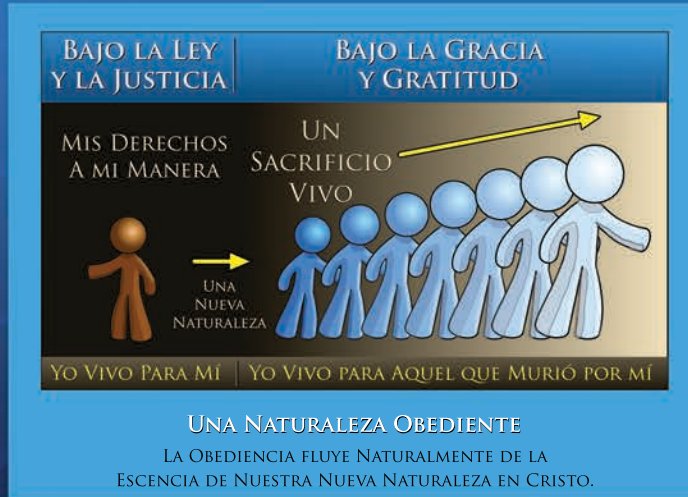 BAJO LA LEY
Y LA JUSTICIA
BAJO LA GRACIA
Y GRATITUD
MIS DERECHOS
A MI MANERA
UN
SACRIFICIO
VIVO
UNA
NUEVA
NATURALEZA
YO VIVO PARA MÍ
YO VIVO PARA AQUEL QUE MURIÓ POR MÍ
UNA NATURALEZA OBEDIENTE
LA OBEDIENCIA FLUYE NATURALMENTE DE LA
ESCENCIA DE NUESTRA NUEVA NATURALEZA EN CRISTO.